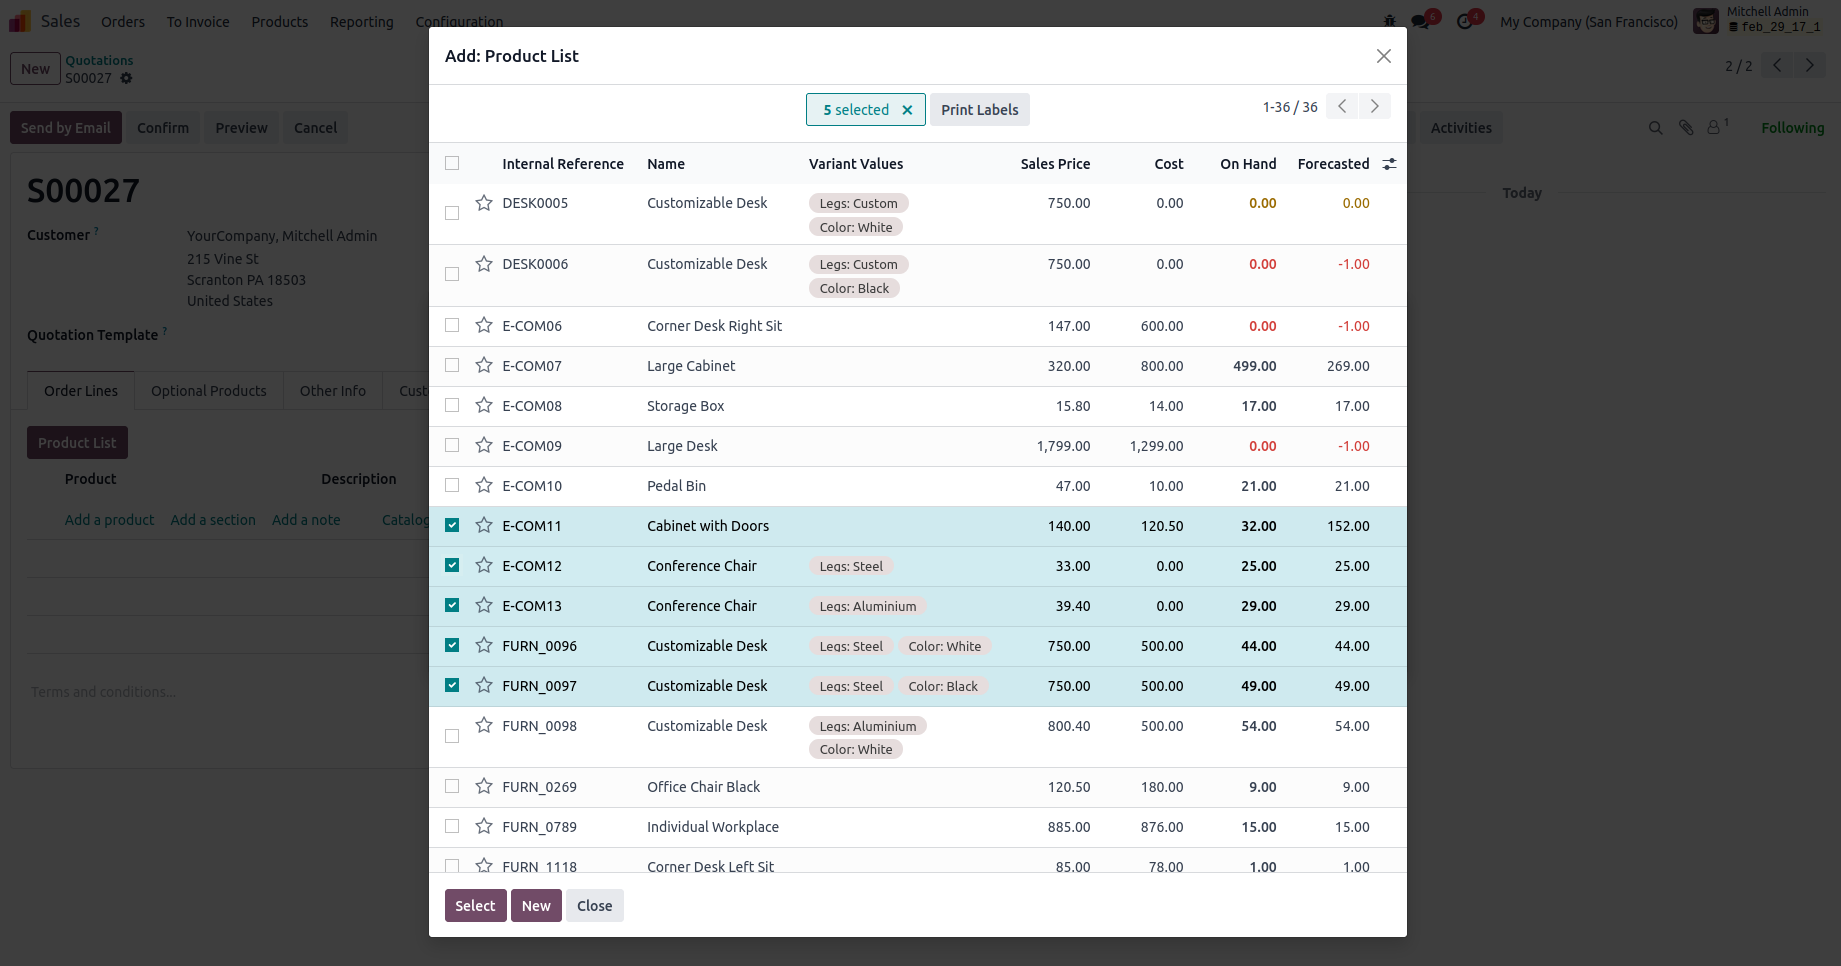 Sales Orders To Invoice Products Reporting Configuration 6 4 My Company (San Francisco) Mitchell Admin
feb_29_17_1
New Quotations
S00027
2 / 2
Send by Email Confirm Preview Cancel Activities 1 Following
S00027
Today
Customer ? YourCompany, Mitchell Admin
215 Vine St
Scranton PA 18503
United States
Quotation Template ?
Order Lines Optional Products Other Info Cust
Product List
Product Description
Add a product Add a section Add a note Catalog
Terms and conditions...
Add: Product List
5 selected Print Labels 1-36 / 36
Internal Reference Name Variant Values Sales Price Cost On Hand Forecasted
DESK0005 Customizable Desk Legs: Custom 750.00 0.00 0.00 0.00
Color: White
DESK0006 Customizable Desk Legs: Custom 750.00 0.00 0.00 -1.00
Color: Black
E-COM06 Corner Desk Right Sit 147.00 600.00 0.00 -1.00
E-COM07 Large Cabinet 320.00 800.00 499.00 269.00
E-COM08 Storage Box 15.80 14.00 17.00 17.00
E-COM09 Large Desk 1,799.00 1,299.00 0.00 -1.00
E-COM10 Pedal Bin 47.00 10.00 21.00 21.00
E-COM11 Cabinet with Doors 140.00 120.50 32.00 152.00
E-COM12 Conference Chair Legs: Steel 33.00 0.00 25.00 25.00
E-COM13 Conference Chair Legs: Aluminium 39.40 0.00 29.00 29.00
FURN_0096 Customizable Desk Legs: Steel Color: White 750.00 500.00 44.00 44.00
FURN_0097 Customizable Desk Legs: Steel Color: Black 750.00 500.00 49.00 49.00
FURN_0098 Customizable Desk Legs: Aluminium 800.40 500.00 54.00 54.00
Color: White
FURN_0269 Office Chair Black 120.50 180.00 9.00 9.00
FURN_0789 Individual Workplace 885.00 876.00 15.00 15.00
FURN_1118 Corner Desk Left Sit 85.00 78.00 1.00 1.00
Select New Close